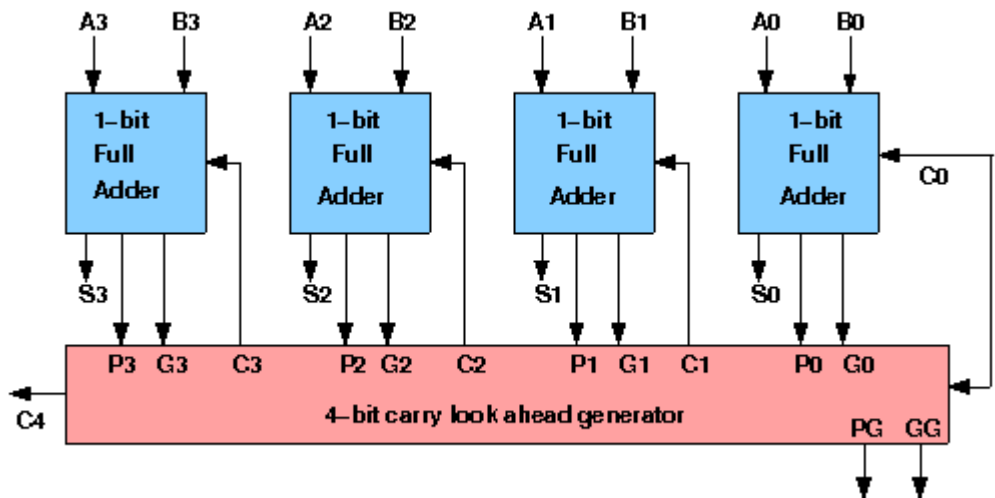 A3 B3 A2 B2 A1 B1 A0 B0
1-bit Full Adder
1-bit Full Adder
1-bit Full Adder
1-bit Full Adder
C0
S3 S2 S1 S0
P3 G3 C3 P2 G2 C2 P1 G1 C1 P0 G0
C4
4-bit carry look ahead generator
PG GG